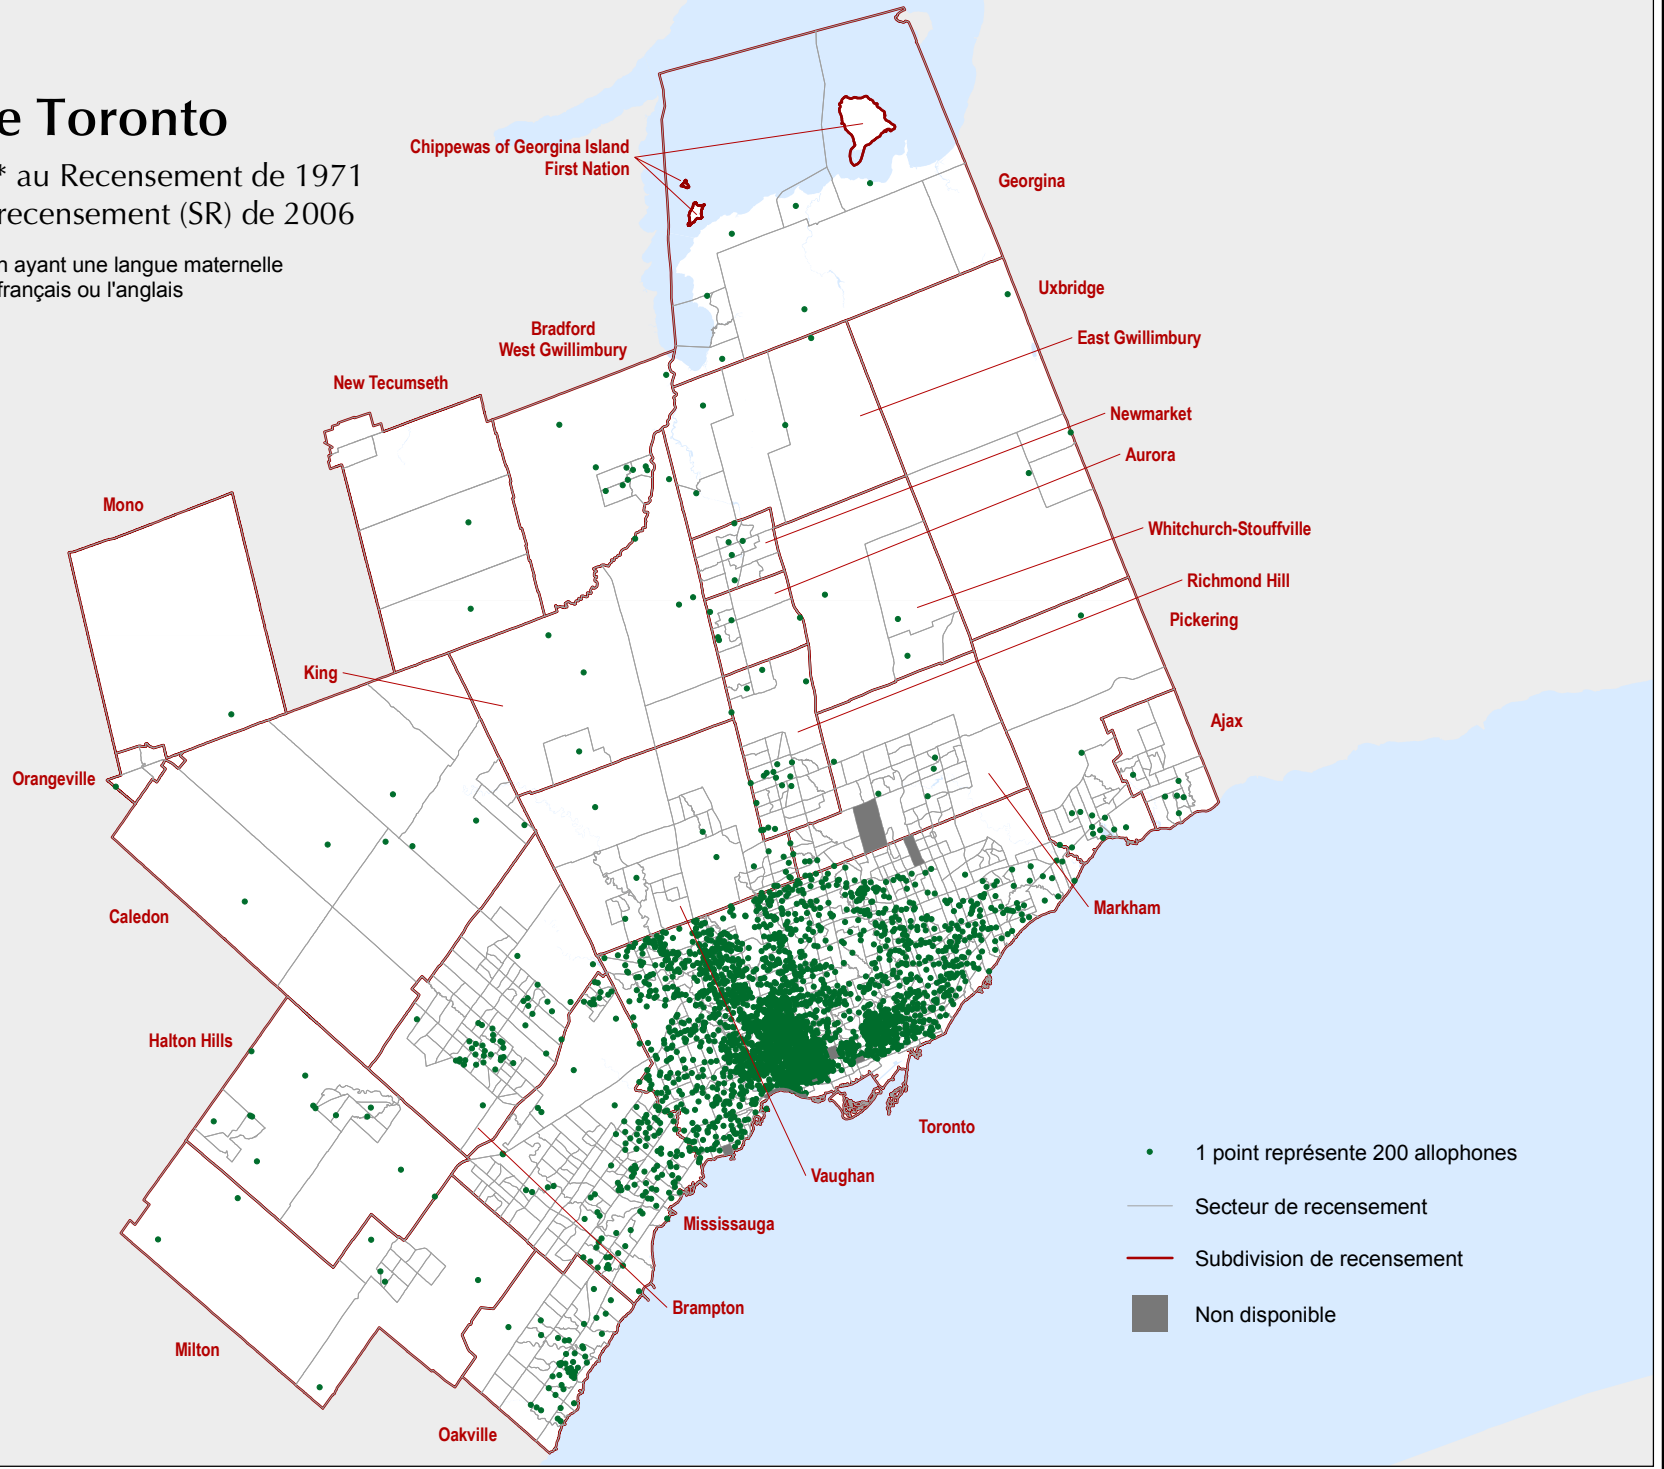 e Toronto
* au Recensement de 1971
recensement (SR) de 2006
n ayant une langue maternelle
français ou l'anglais
Chippewas of Georgina Island
First Nation
Georgina
Uxbridge
Bradford
West Gwillimbury
East Gwillimbury
New Tecumseth
Newmarket
Aurora
Mono
Whitchurch-Stouffville
Richmond Hill
Pickering
King
Ajax
Orangeville
Caledon
Markham
Halton Hills
Toronto
Vaughan
Mississauga
Brampton
Milton
Oakville
1 point représente 200 allophones
Secteur de recensement
Subdivision de recensement
Non disponible